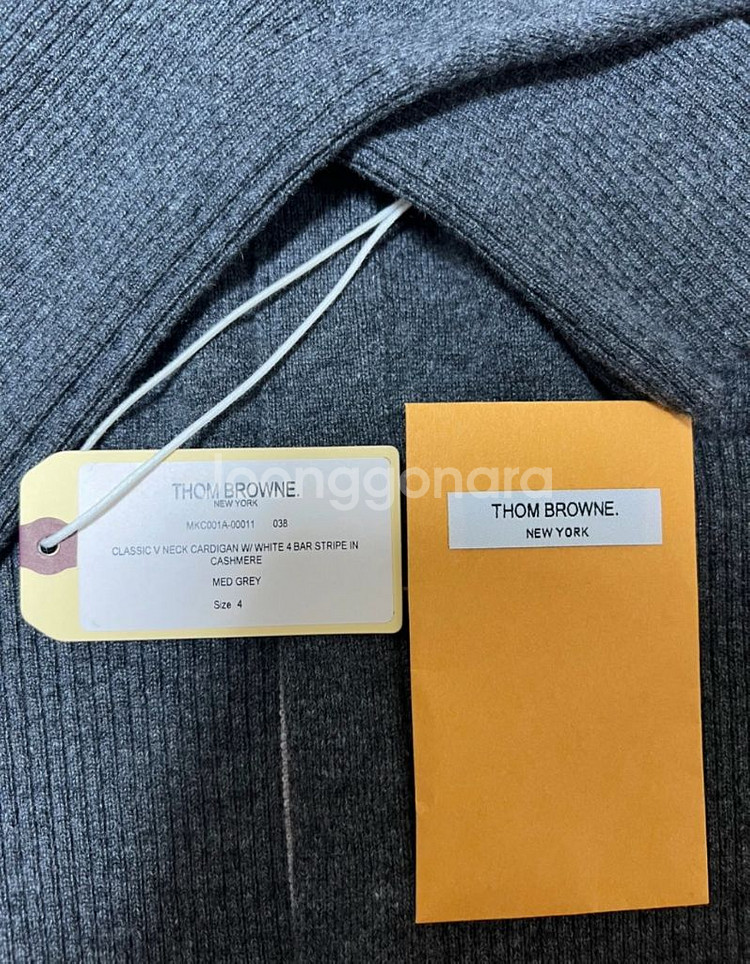 THOM BROWNE.
NEW YORK
MKC001A-00011 038
CLASSIC V NECK CARDIGAN W/ WHITE 4 BAR STRIPE IN
CASHMERE
MED GREY
Size 4
THOM BROWNE.
NEW YORK
joonggonara